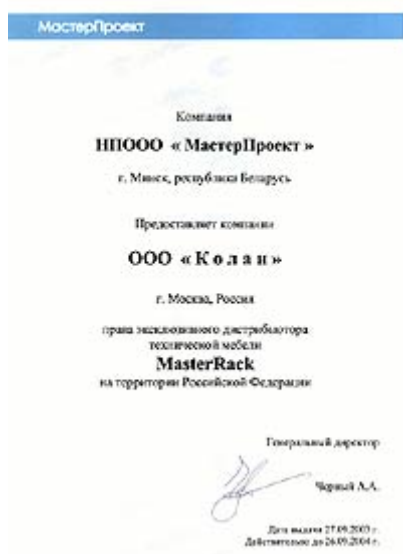 МастерПроект
Компания
НПООО «МастерПроект»
г. Минск, республика Беларусь
Предоставляет компании
ООО «Колан»
г. Москва, Россия
права эксклюзивного дистрибьютора
технической мебели
MasterRack
на территории Российской Федерации
Генеральный директор
Черный А.А.
Дата выдачи 27.09.2003 г.
Действительно до 26.09.2004 г.